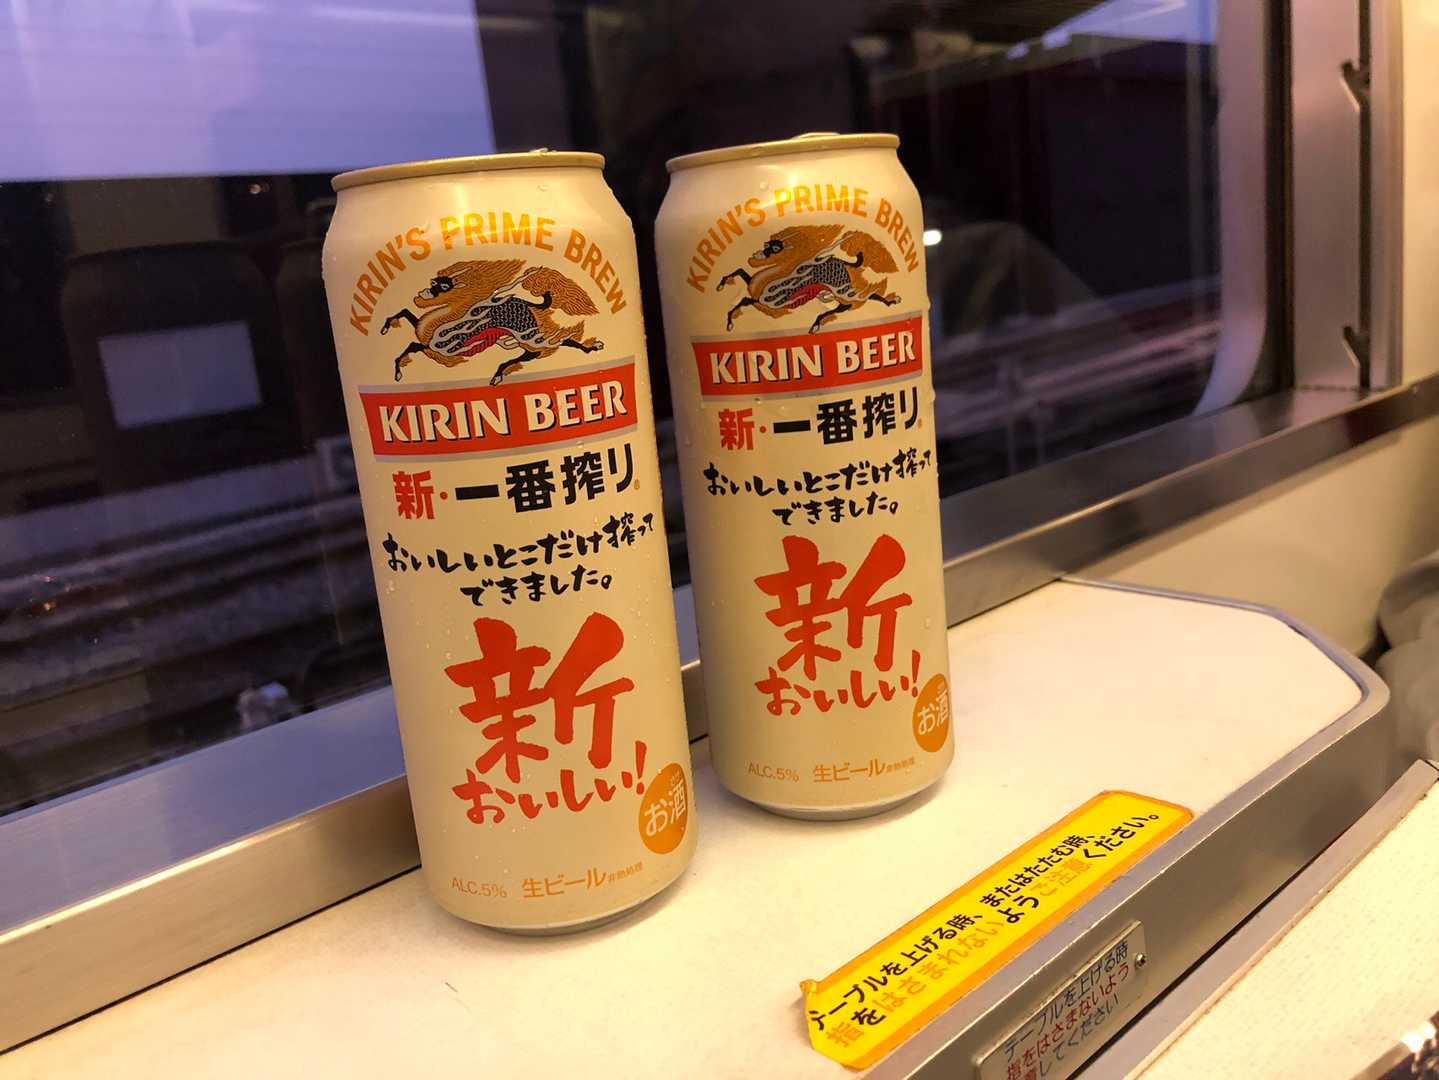 KIRIN'S PRIME BREW
KIRIN BEER
新・一番搾り®
おいしいとこだけ搾って
できました。
新
おいしい!
お酒
ALC.5% 生ビール非熱処理
KIRIN'S PRIME BREW
KIRIN BEER
新・一番搾り®
おいしいとこだけ搾って
できました。
新
おいしい!
お酒
ALC.5% 生ビール非熱処理
テーブルを上げる時、またはたたむ時、
指をはさまれないようご注意ください。
テーブルを上げる時
指をはさまないよう
してください